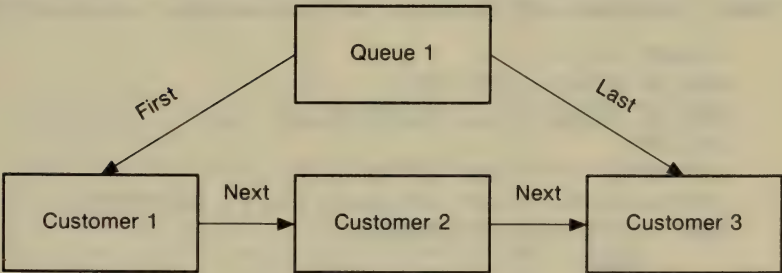 Queue 1
First
Last
Customer 1
Next
Customer 2
Next
Customer 3